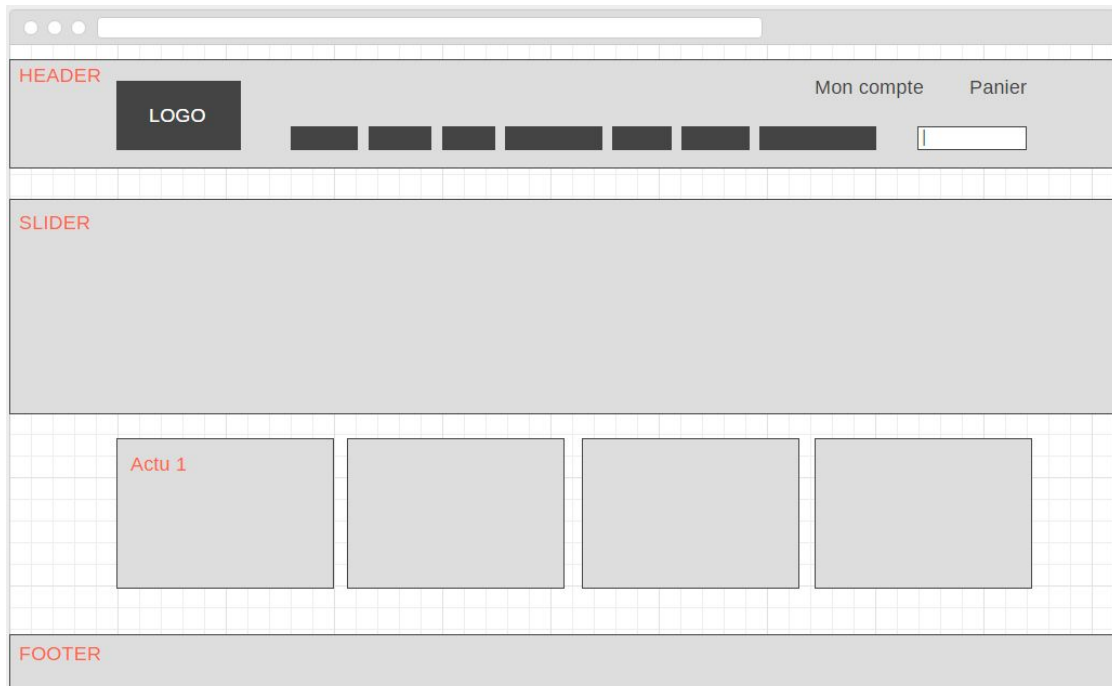 HEADER
LOGO
Mon compte
Panier
SLIDER
Actu 1
FOOTER